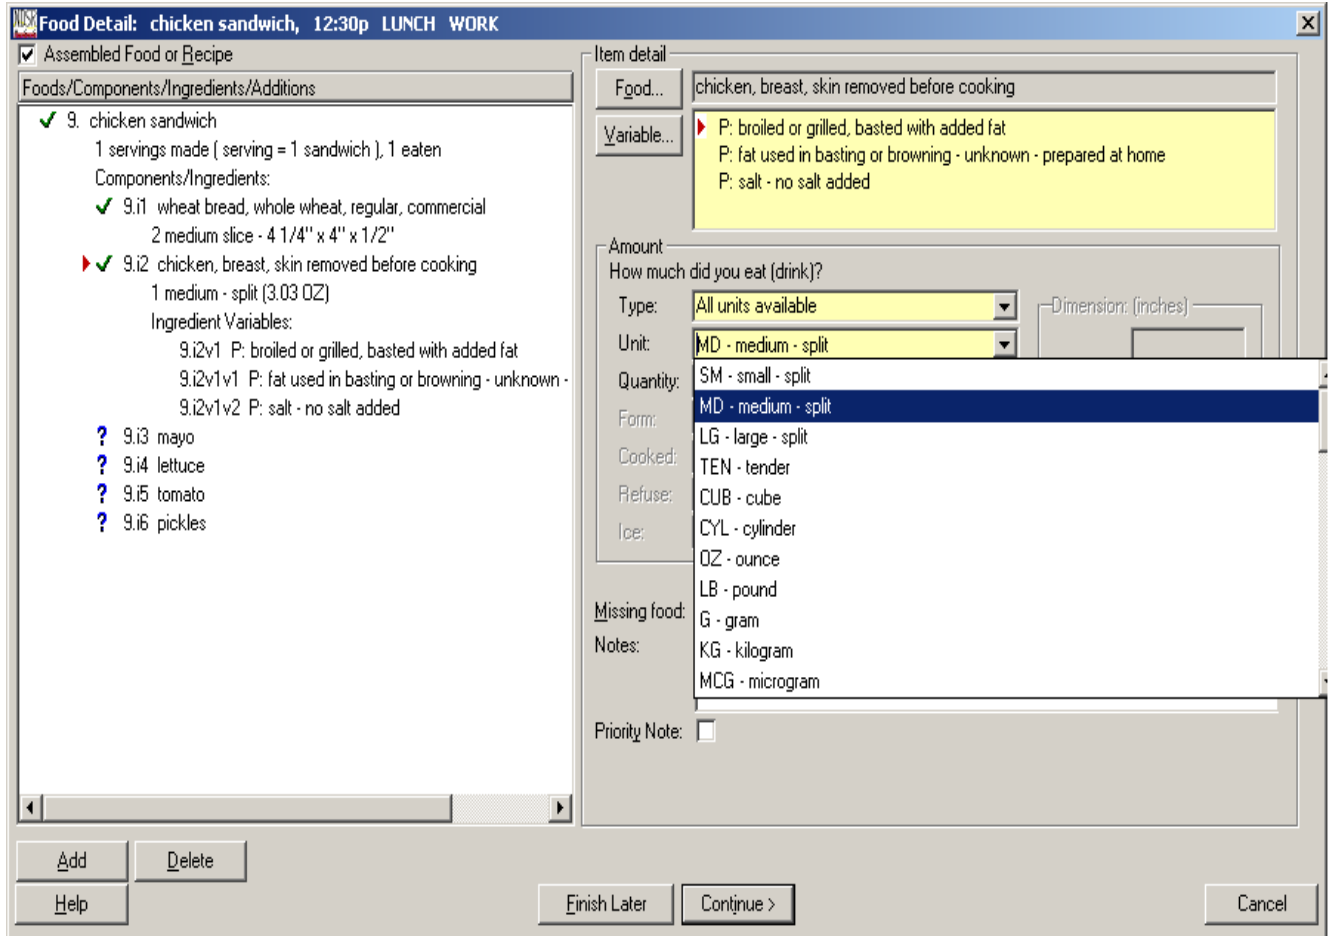 Food Detail: chicken sandwich, 12:30p LUNCH WORK
Assembled Food or Recipe
Foods/Components/Ingredients/Additions
9. chicken sandwich
1 servings made ( serving = 1 sandwich ), 1 eaten
Components/Ingredients:
9.i1 wheat bread, whole wheat, regular, commercial
2 medium slice - 4 1/4" x 4" x 1/2"
9.i2 chicken, breast, skin removed before cooking
1 medium - split (3.03 OZ)
Ingredient Variables:
9.i2v1 P: broiled or grilled, basted with added fat
9.i2v1v1 P: fat used in basting or browning - unknown -
9.i2v1v2 P: salt - no salt added
? 9.i3 mayo
? 9.i4 lettuce
? 9.i5 tomato
? 9.i6 pickles
Item detail
Food... chicken, breast, skin removed before cooking
Variable... P: broiled or grilled, basted with added fat
P: fat used in basting or browning - unknown - prepared at home
P: salt - no salt added
Amount
How much did you eat (drink)?
Type: All units available
Dimension: (inches)
Unit: MD - medium - split
Quantity:
Form:
Cooked:
Refuse:
Ice:
SM - small - split
MD - medium - split
LG - large - split
TEN - tender
CUB - cube
CYL - cylinder
OZ - ounce
LB - pound
G - gram
KG - kilogram
MCG - microgram
Missing food:
Notes:
Priority Note:
Add Delete
Help Finish Later Continue > Cancel